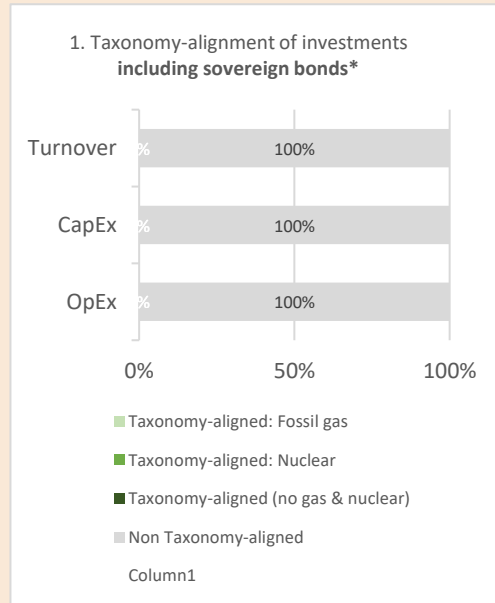 1. Taxonomy-alignment of investments
including sovereign bonds*
Turnover
%
100%
CapEx
%
100%
OpEx
%
100%
0%
50%
100%
Taxonomy-aligned: Fossil gas
Taxonomy-aligned: Nuclear
Taxonomy-aligned (no gas & nuclear)
Non Taxonomy-aligned
Column1